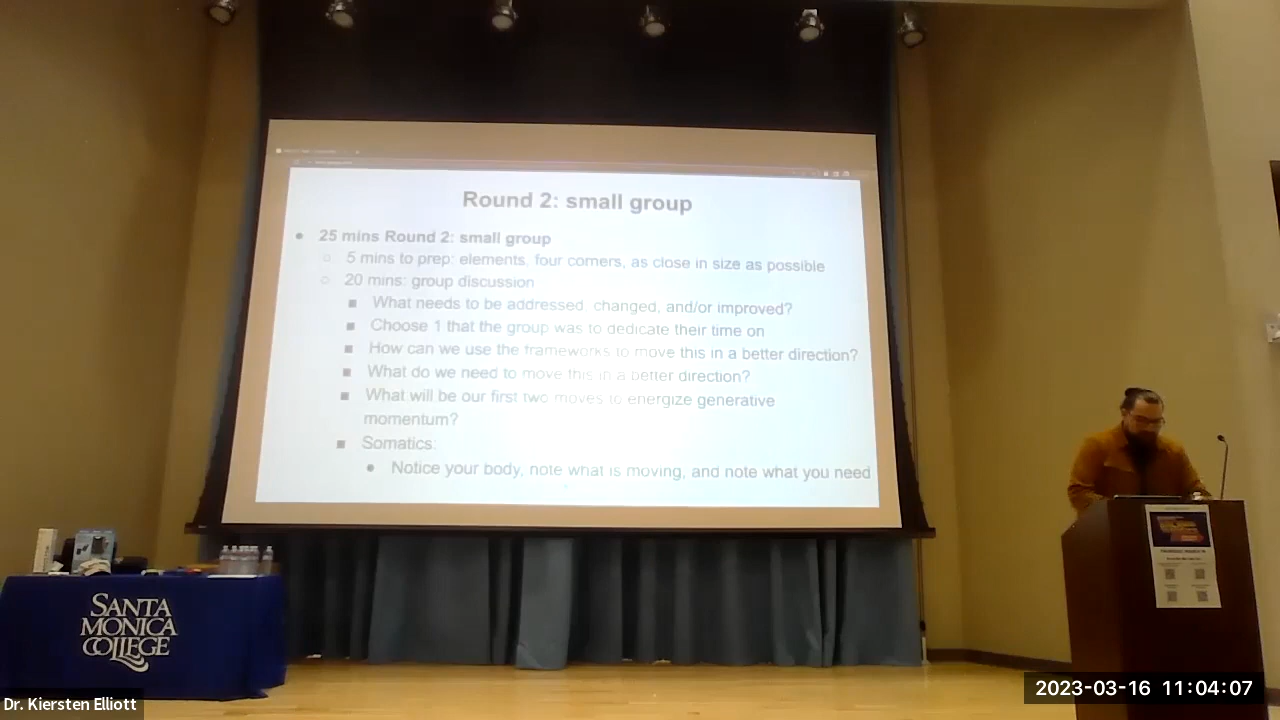 Round 2: small group
● 25 mins Round 2: small group
○ 5 mins to prep: elements, four corners, as close in size as possible
○ 20 mins: group discussion
■ What needs to be addressed, changed, and/or improved?
■ Choose 1 that the group was to dedicate their time on
■ How can we use the frameworks to move this in a better direction?
■ What do we need to move this in a better direction?
■ What will be our first two moves to energize generative
momentum?
■ Somatics:
● Notice your body, note what is moving, and note what you need
SANTA
MONICA
COLLEGE
Dr. Kiersten Elliott
2023-03-16 11:04:07